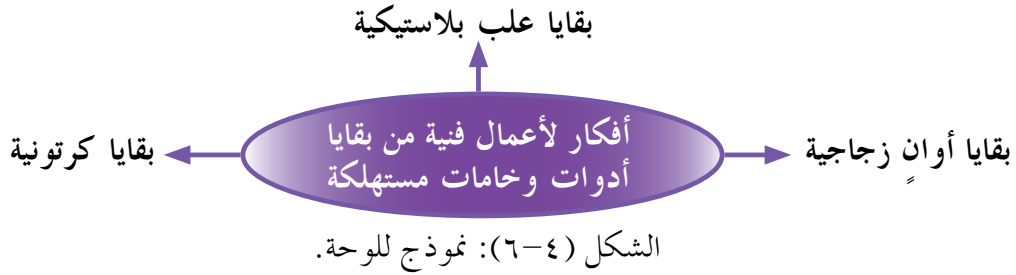 بقايا علب بلاستيكية
بقايا أوانٍ زجاجية
أفكار لأعمال فنية من بقايا
أدوات وخامات مستهلكة
بقايا كرتونية
الشكل (٤-٦): نموذج للوحة.